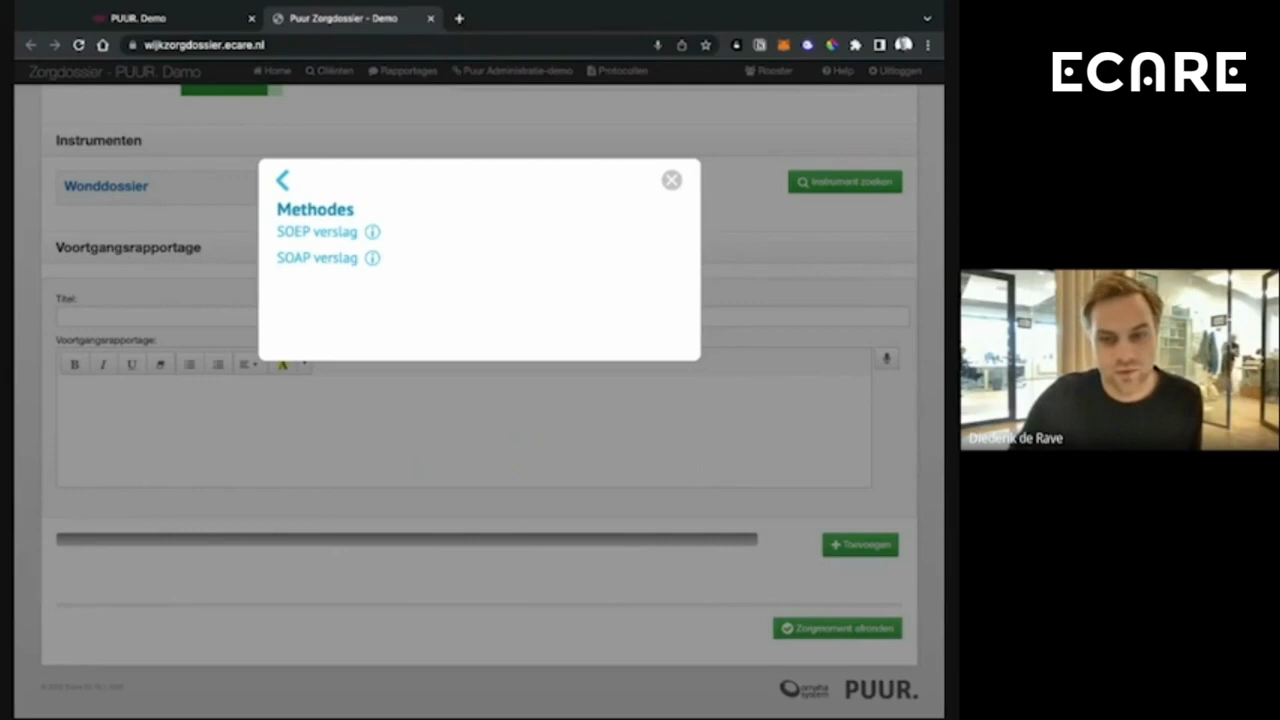 PUUR. Demo
Puur Zorgdossier - Demo
wijkzorgdossier.ecare.nl
Zorgdossier - PUUR. Demo
Home
Cliënten
Rapportages
Puur Administratie-demo
Protocollen
Rooster
Help
Uitloggen
ECARE
Instrumenten
Wonddossier
Instrument zoeken
Methodes
SOEP verslag
SOAP verslag
Voortgangsrapportage
Titel:
Voortgangsrapportage:
B I U
A
Diederik de Rave
Toevoegen
Zorgmoment afronden
omaha system
PUUR.